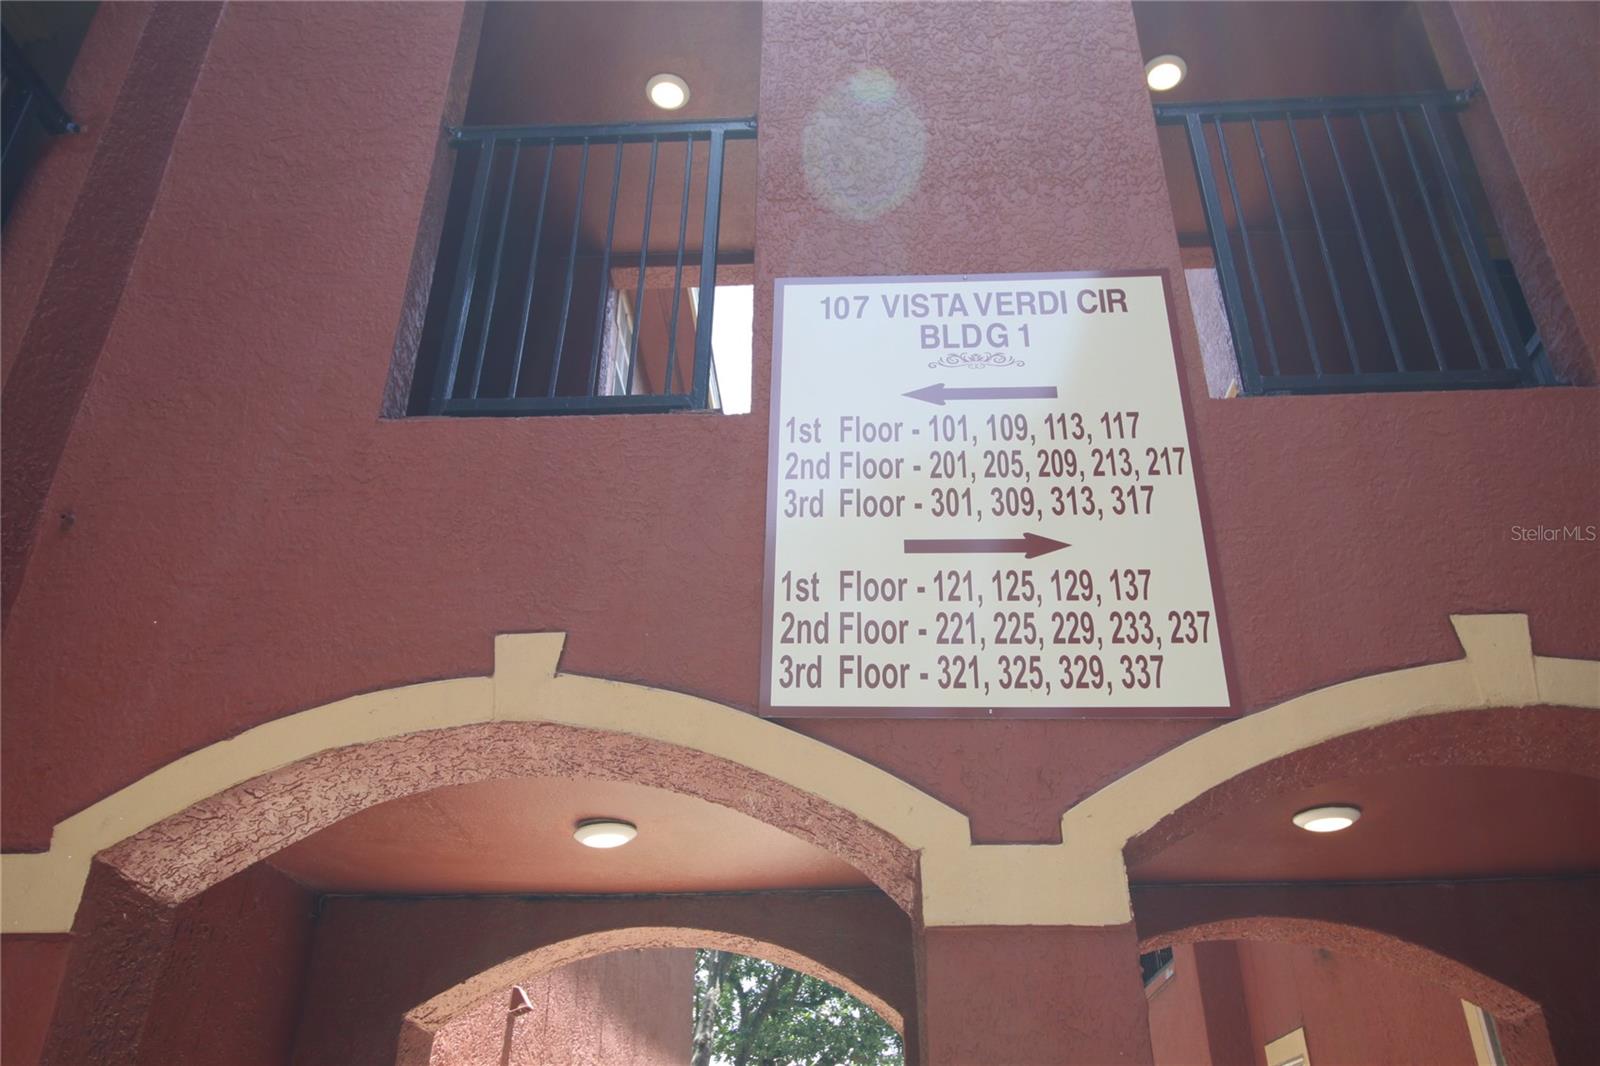 107 VISTA VERDI CIR
BLDG 1
1st Floor - 101, 109, 113, 117
2nd Floor - 201, 205, 209, 213, 217
3rd Floor - 301, 309, 313, 317
1st Floor - 121, 125, 129, 137
2nd Floor - 221, 225, 229, 233, 237
3rd Floor - 321, 325, 329, 337
StellarMLS